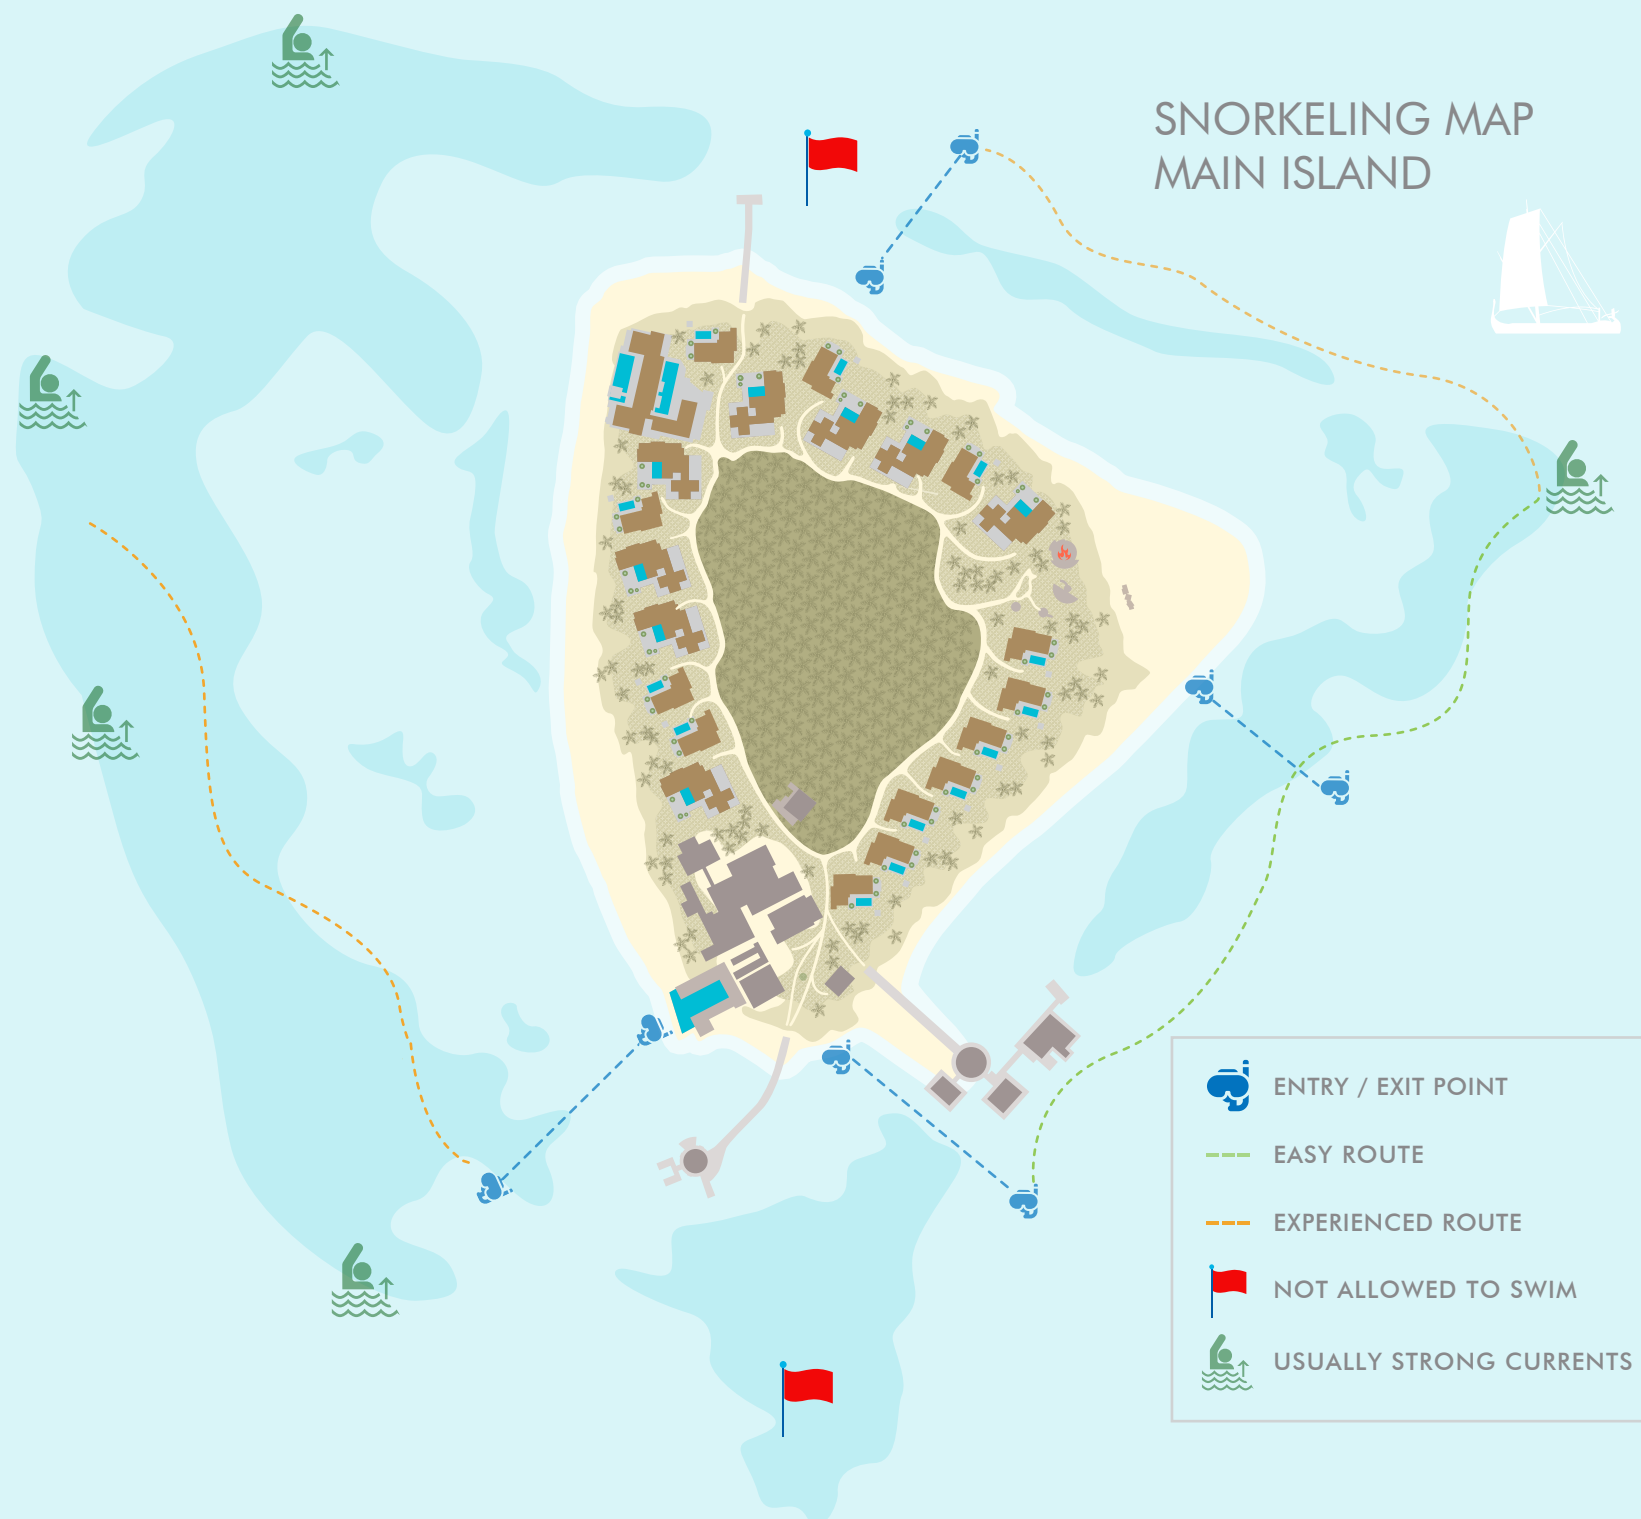 SNORKELING MAP
MAIN ISLAND
ENTRY / EXIT POINT
EASY ROUTE
EXPERIENCED ROUTE
NOT ALLOWED TO SWIM
USUALLY STRONG CURRENTS